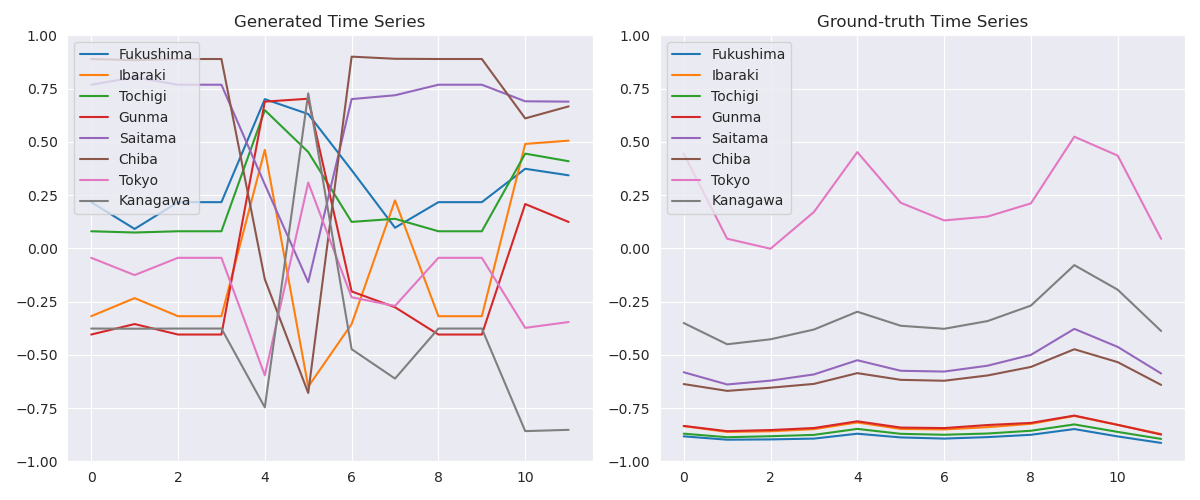 Generated Time Series
1.00
0.75
0.50
0.25
0.00
−0.25
−0.50
−0.75
−1.00
Fukushima
Ibaraki
Tochigi
Gunma
Saitama
Chiba
Tokyo
Kanagawa
0 2 4 6 8 10
Ground-truth Time Series
1.00
0.75
0.50
0.25
0.00
−0.25
−0.50
−0.75
−1.00
Fukushima
Ibaraki
Tochigi
Gunma
Saitama
Chiba
Tokyo
Kanagawa
0 2 4 6 8 10